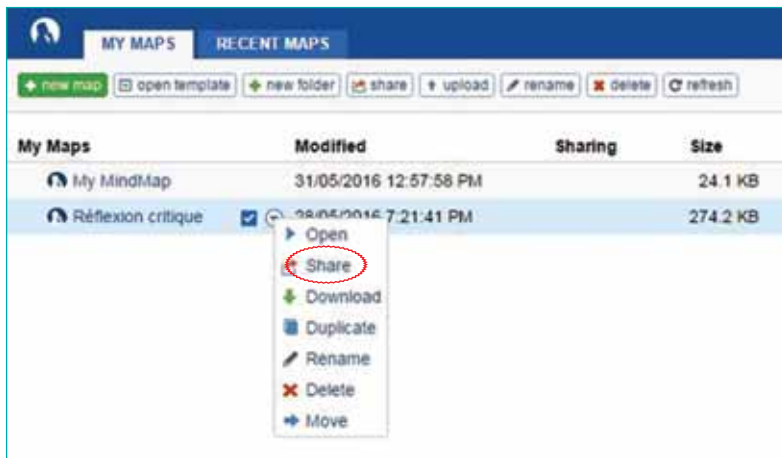 MY MAPS RECENT MAPS
new map open template new folder share upload rename delete refresh
My Maps Modified Sharing Size
My MindMap 31/05/2016 12:57:58 PM 24.1 KB
Réflexion critique 28/05/2016 7:21:41 PM 274.2 KB
Open
Share
Download
Duplicate
Rename
Delete
Move